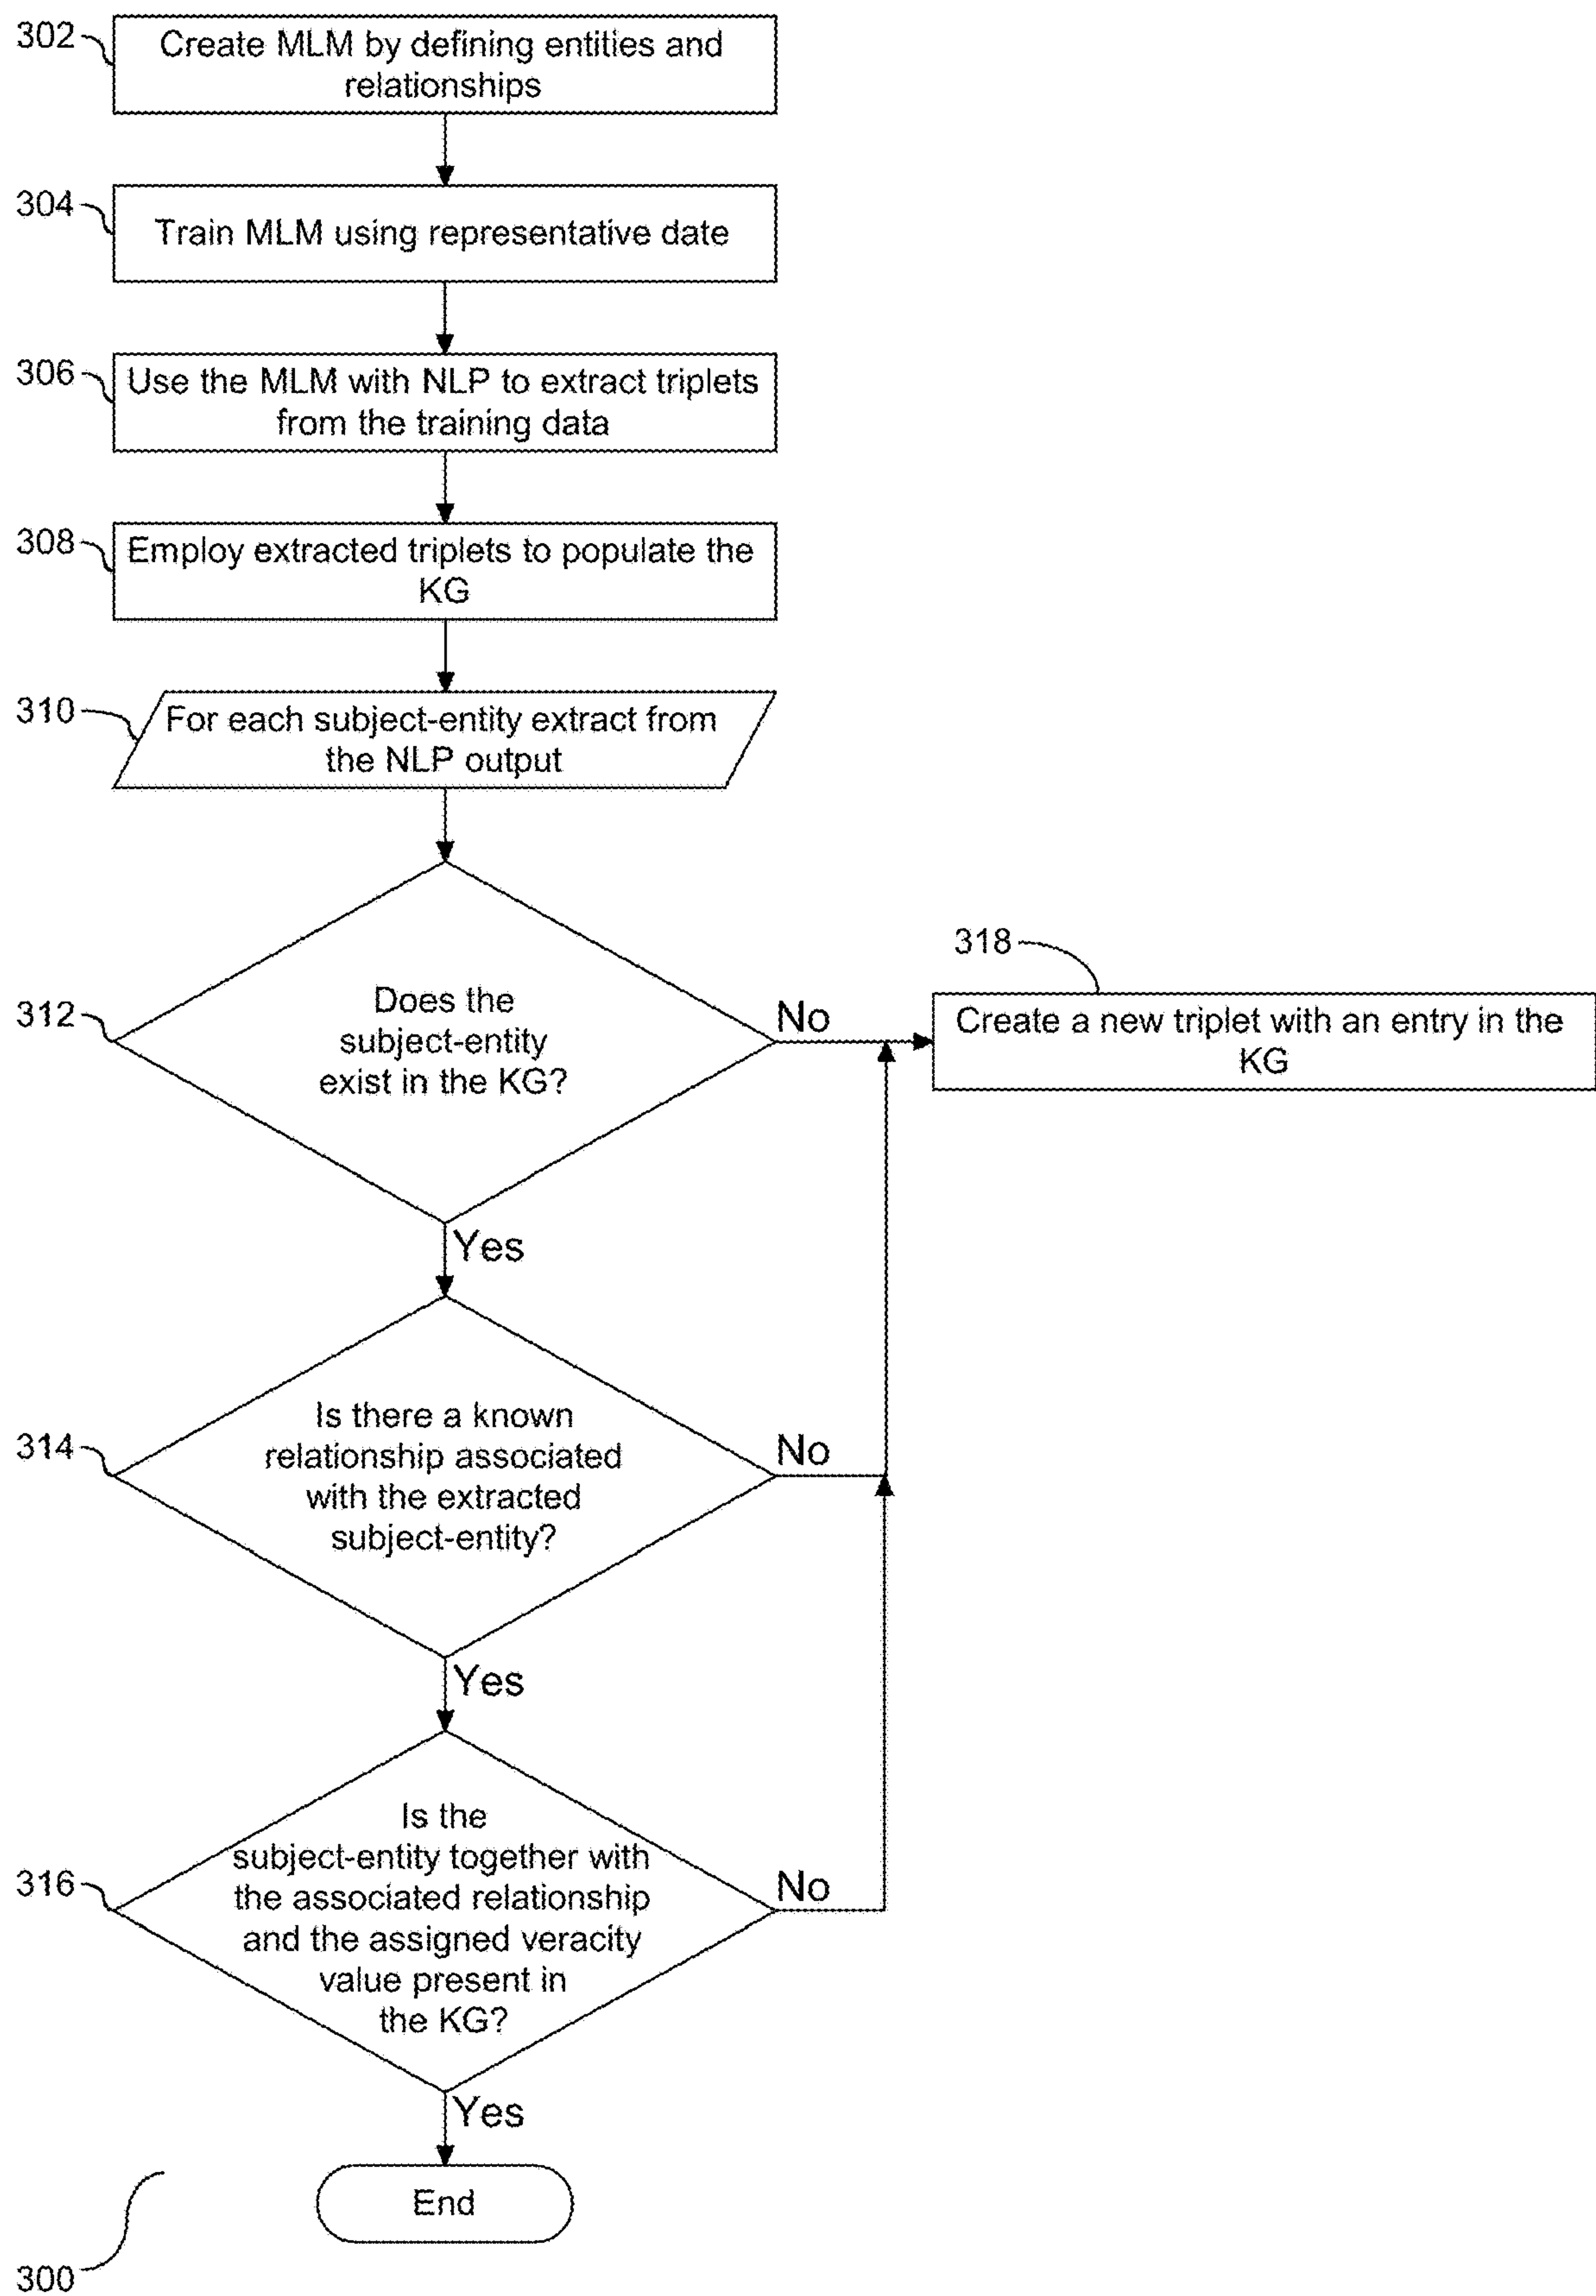 302
Create MLM by defining entities and
relationships
304
Train MLM using representative date
306
Use the MLM with NLP to extract triplets
from the training data
308
Employ extracted triplets to populate the
KG
310
For each subject-entity extract from
the NLP output
318
312
Does the
subject-entity
exist in the KG?
No
Create a new triplet with an entry in the
KG
Yes
314
Is there a known
relationship associated
with the extracted
subject-entity?
No
Yes
316
Is the
subject-entity together with
the associated relationship
and the assigned veracity
value present in
the KG?
No
Yes
End
300